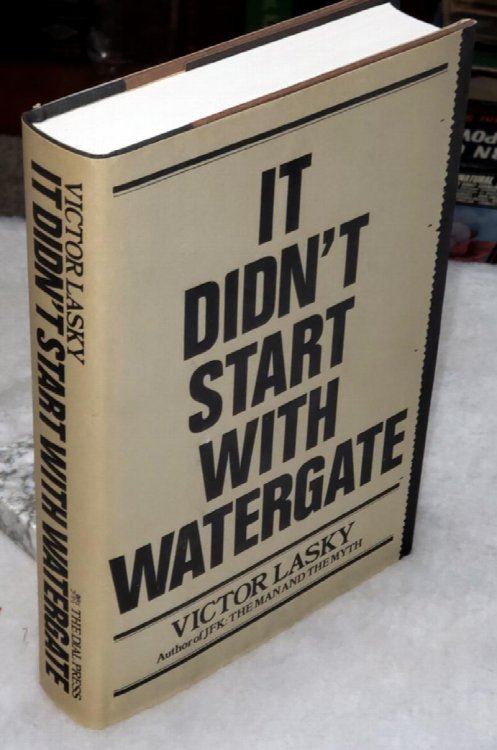 IT
DIDN'T
START
WITH
WATERGATE
VICTOR LASKY
Author of JFK: THE MAN AND THE MYTH
VICTOR LASKY
IT DIDN'T START WITH WATERGATE
THE DIAL PRESS